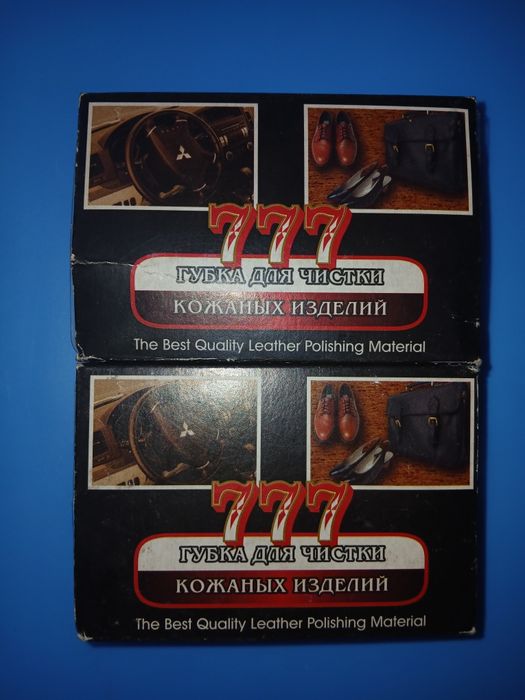 777
ГУБКА ДЛЯ ЧИСТКИ
КОЖАНЫХ ИЗДЕЛИЙ
The Best Quality Leather Polishing Material
777
ГУБКА ДЛЯ ЧИСТКИ
КОЖАНЫХ ИЗДЕЛИЙ
The Best Quality Leather Polishing Material